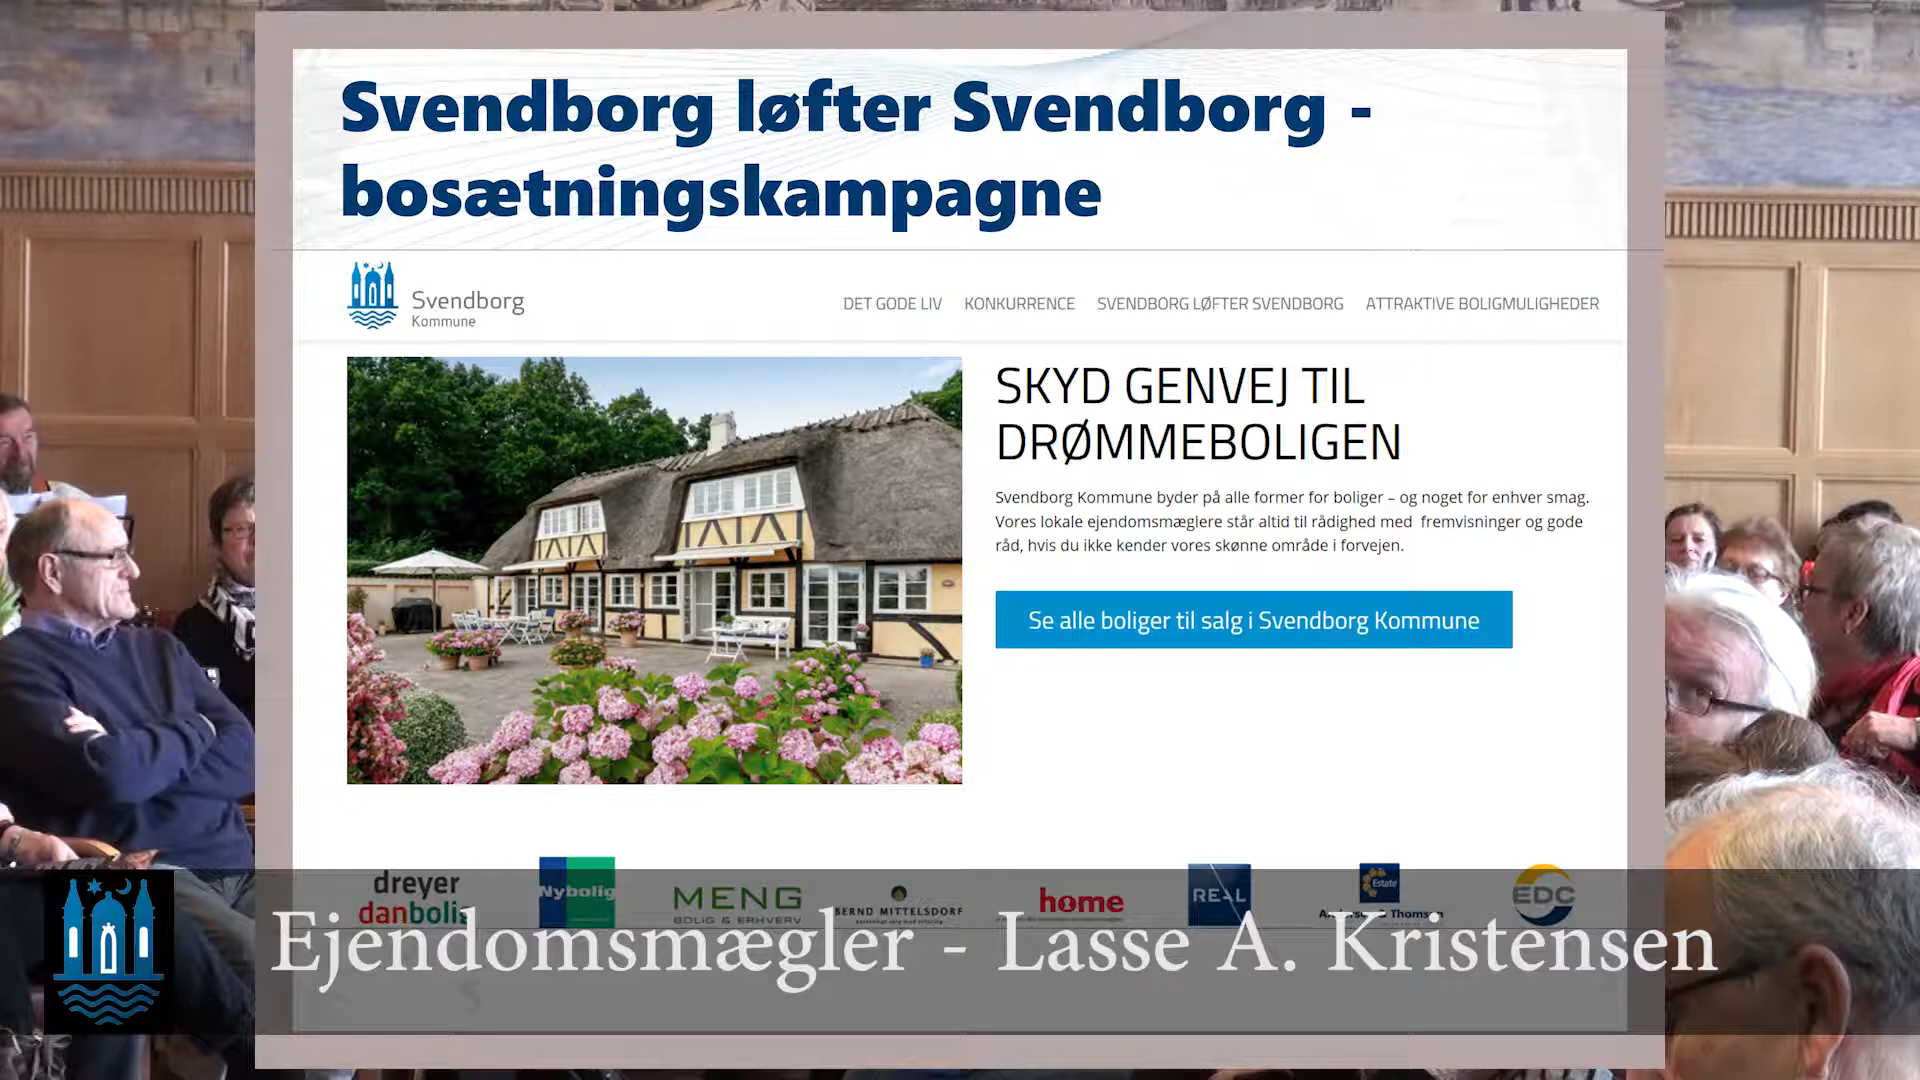 Svendborg løfter Svendborg -
bosætningskampagne
Svendborg
Kommune
DET GODE LIV KONKURRENCE SVENDBORG LØFTER SVENDBORG ATTRAKTIVE BOLIGMULIGHEDER
SKYD GENVEJ TIL
DRØMMEBOLIGEN
Svendborg Kommune byder på alle former for boliger – og noget for enhver smag.
Vores lokale ejendomsmæglere står altid til rådighed med fremvisninger og gode
råd, hvis du ikke kender vores skønne område i forvejen.
Se alle boliger til salg i Svendborg Kommune
dreyer
danbolig
Nybolig
MENG
BOLIG & ERHVERV
BERND MITTELSDORF
home
REAL
Estate
EDC
Ejendomsmægler - Lasse A. Kristensen